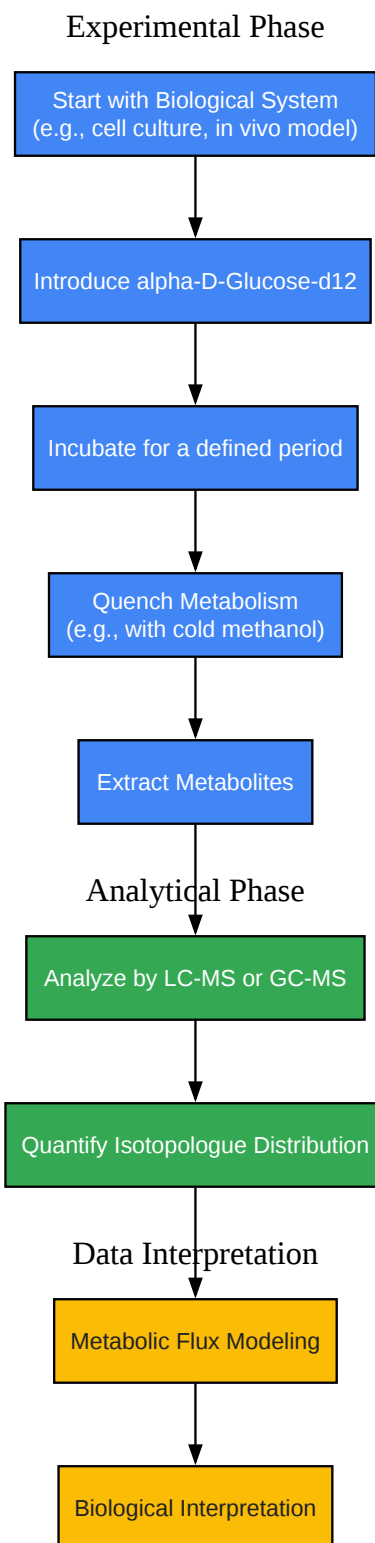 Experimental Phase
Start with Biological System
(e.g., cell culture, in vivo model)
Introduce alpha-D-Glucose-d12
Incubate for a defined period
Quench Metabolism
(e.g., with cold methanol)
Extract Metabolites
Analytical Phase
Analyze by LC-MS or GC-MS
Quantify Isotopologue Distribution
Data Interpretation
Metabolic Flux Modeling
Biological Interpretation